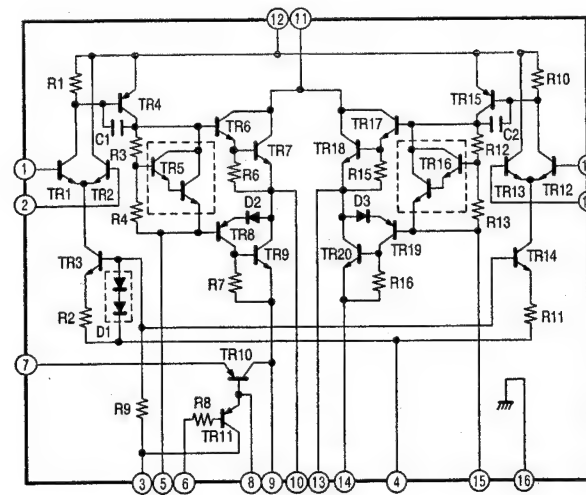 12 11
R1 R10
TR4 TR15
C1 TR6 TR17 C2
R3 TR5 TR7 TR18 TR16 R12
1 R6 R15
TR1 TR2 TR13 TR12
2 D2 D3
R4 TR8 TR19 R13
TR3 TR9 TR20 TR14
R7 R16
R2 D1 R11
7 TR10
R9 R8
TR11
3 5 6 8 9 10 13 14 4 15 16